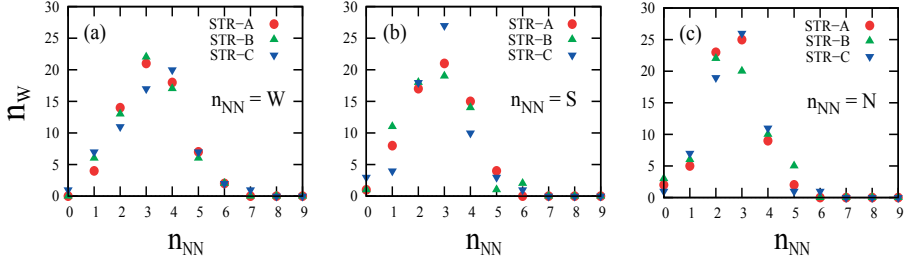 (a)
STR−A
STR−B
STR−C
n_NN = W
30
25
20
15
10
5
0
n_W
0 1 2 3 4 5 6 7 8 9
n_NN
(b)
STR−A
STR−B
STR−C
n_NN = S
30
25
20
15
10
5
0
0 1 2 3 4 5 6 7 8 9
n_NN
(c)
STR−A
STR−B
STR−C
n_NN = N
30
25
20
15
10
5
0
0 1 2 3 4 5 6 7 8 9
n_NN